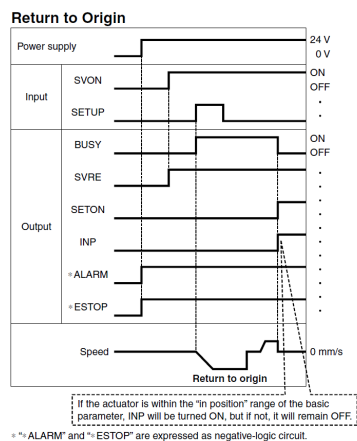 Return to Origin
Power supply
24 V
0 V
Input
SVON
ON
OFF
SETUP
Output
BUSY
ON
OFF
SVRE
SETON
INP
*ALARM
*ESTOP
Speed
0 mm/s
Return to origin
If the actuator is within the “in position” range of the basic
parameter, INP will be turned ON, but if not, it will remain OFF.
* “*ALARM” and “*ESTOP” are expressed as negative-logic circuit.